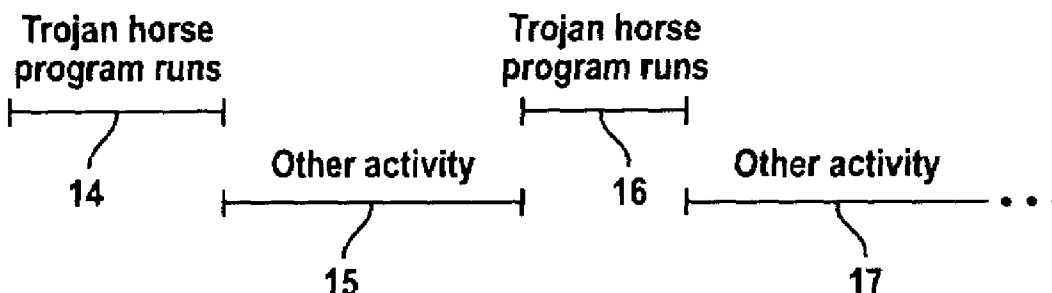 Trojan horse
program runs
Trojan horse
program runs
14
Other activity
16
Other activity
15
17